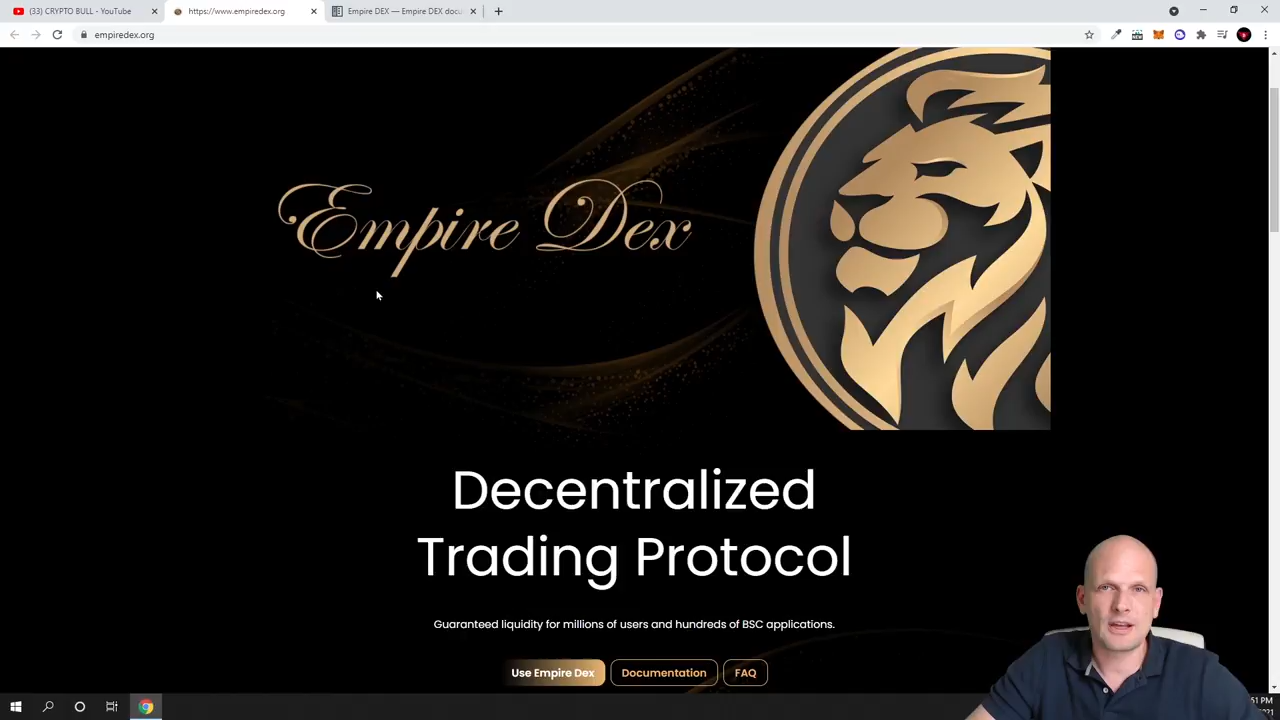 (33) CRYPTO BULL - YouTube
https://www.empiredex.org
Empire DEX — Empire DEX docu
empiredex.org
Empire Dex
Decentralized
Trading Protocol
Guaranteed liquidity for millions of users and hundreds of BSC applications.
Use Empire Dex
Documentation
FAQ